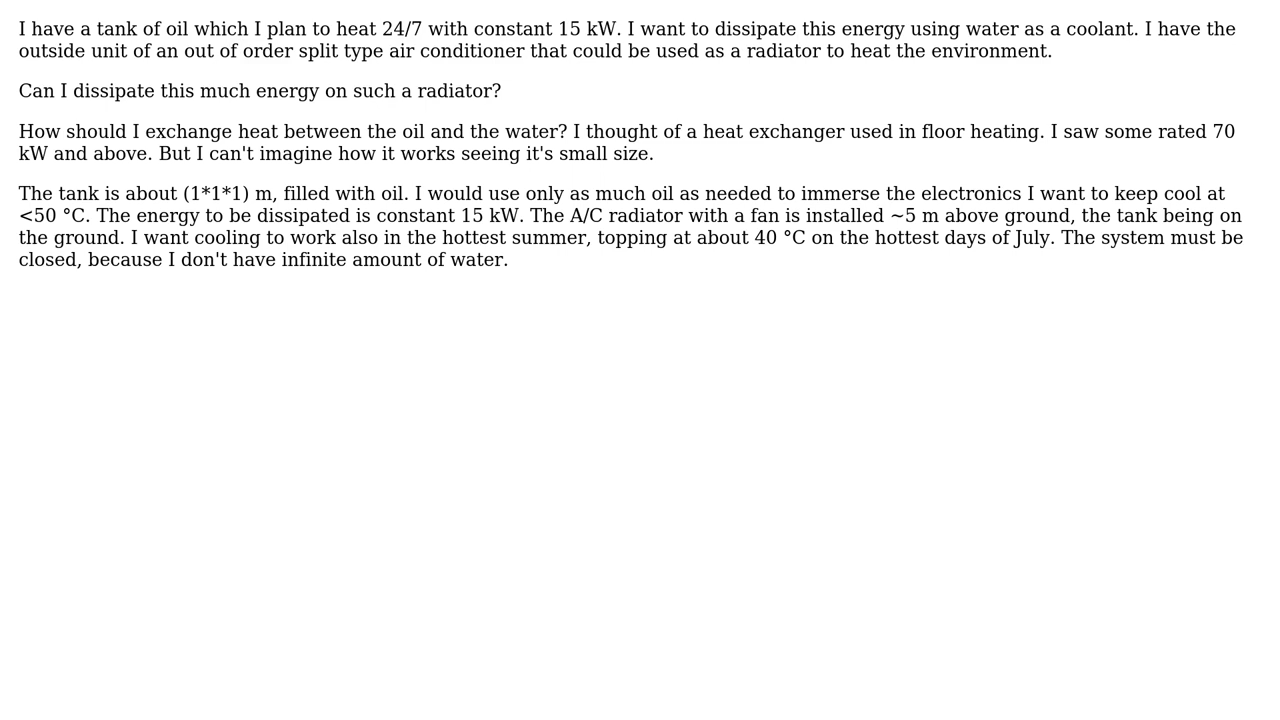 I have a tank of oil which I plan to heat 24/7 with constant 15 kW. I want to dissipate this energy using water as a coolant. I have the
outside unit of an out of order split type air conditioner that could be used as a radiator to heat the environment.
Can I dissipate this much energy on such a radiator?
How should I exchange heat between the oil and the water? I thought of a heat exchanger used in floor heating. I saw some rated 70
kW and above. But I can't imagine how it works seeing it's small size.
The tank is about (1*1*1) m, filled with oil. I would use only as much oil as needed to immerse the electronics I want to keep cool at
<50 °C. The energy to be dissipated is constant 15 kW. The A/C radiator with a fan is installed ~5 m above ground, the tank being on
the ground. I want cooling to work also in the hottest summer, topping at about 40 °C on the hottest days of July. The system must be
closed, because I don't have infinite amount of water.